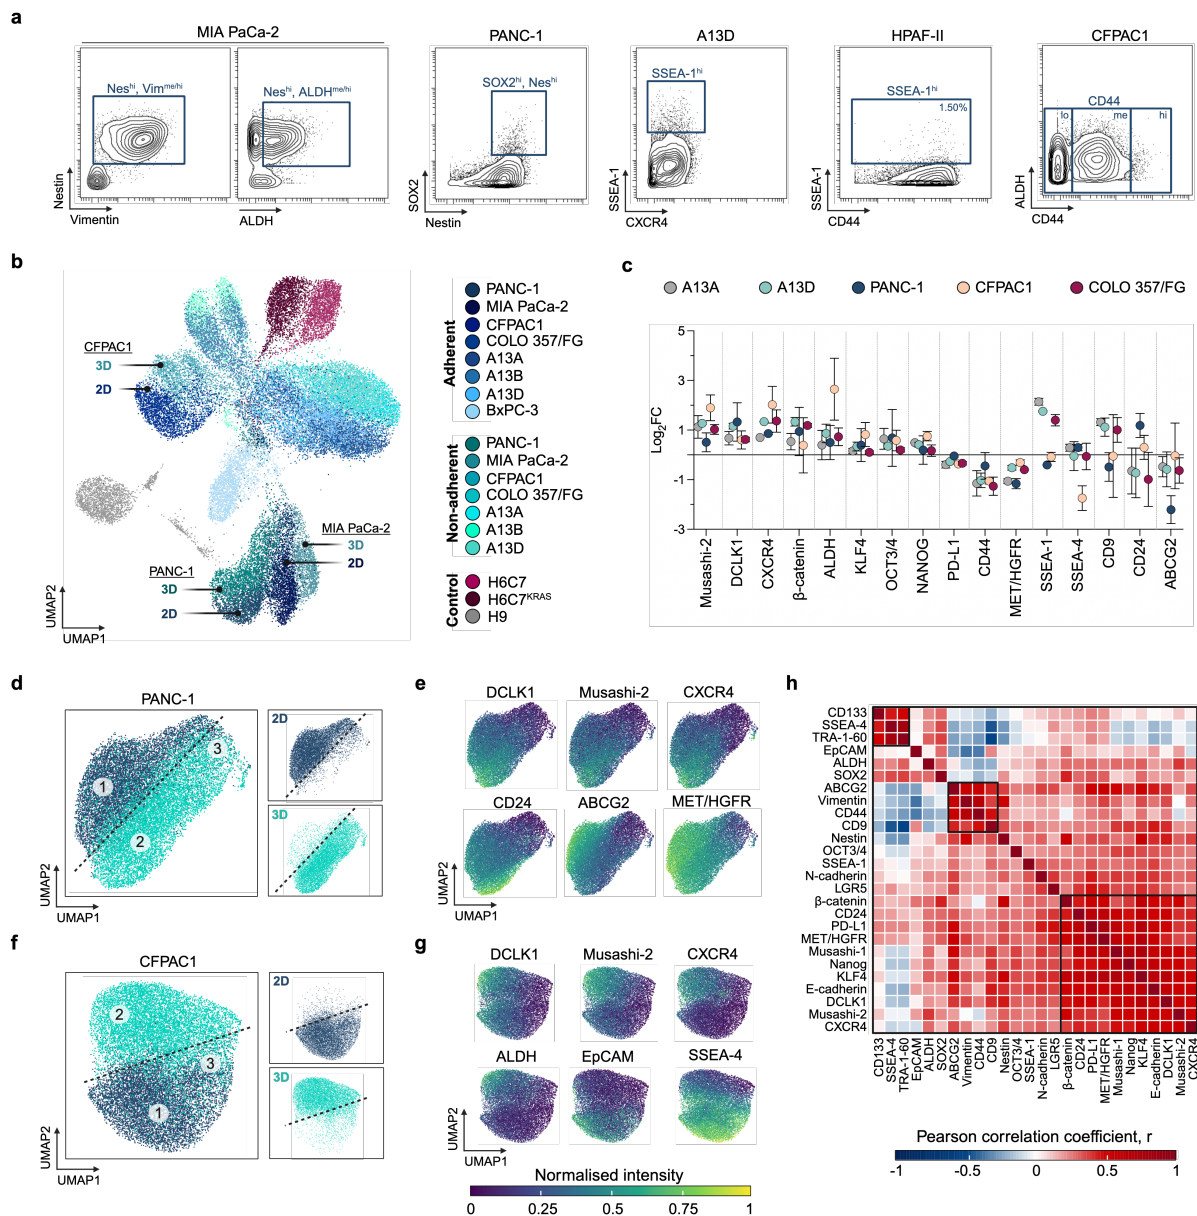 a
MIA PaCa-2
PANC-1
A13D
HPAF-II
CFPAC1
Nes^hi, Vim^me/hi
Nes^hi, ALDH^me/hi
SOX2^hi, Nes^hi
SSEA-1^hi
SSEA-1^hi
1.50%
CD44
lo
me
hi
Nestin
Vimentin
ALDH
SOX2
Nestin
SSEA-1
CXCR4
SSEA-1
CD44
ALDH
CD44
b
CFPAC1
3D
2D
MIA PaCa-2
3D
2D
PANC-1
3D
2D
UMAP2
UMAP1
Adherent
PANC-1
MIA PaCa-2
CFPAC1
COLO 357/FG
A13A
A13B
A13D
BxPC-3
Non-adherent
PANC-1
MIA PaCa-2
CFPAC1
COLO 357/FG
A13A
A13B
A13D
Control
H6C7
H6C7^KRAS
H9
c
A13A
A13D
PANC-1
CFPAC1
COLO 357/FG
Log₂FC
5
3
1
-1
-3
Musashi-2
DCLK1
CXCR4
β-catenin
ALDH
KLF4
OCT3/4
NANOG
PD-L1
CD44
MET/HGFR
SSEA-1
SSEA-4
CD9
CD24
ABCG2
d
PANC-1
1
2
3
2D
3D
UMAP2
UMAP1
e
DCLK1
Musashi-2
CXCR4
CD24
ABCG2
MET/HGFR
UMAP2
UMAP1
f
CFPAC1
2
3
1
2D
3D
UMAP2
UMAP1
g
DCLK1
Musashi-2
CXCR4
ALDH
EpCAM
SSEA-4
UMAP2
UMAP1
Normalised intensity
0
0.25
0.5
0.75
1
h
CD133
SSEA-4
TRA-1-60
EpCAM
ALDH
SOX2
ABCG2
Vimentin
CD44
CD9
Nestin
OCT3/4
SSEA-1
N-cadherin
LGR5
β-catenin
CD24
PD-L1
MET/HGFR
Musashi-1
Nanog
KLF4
E-cadherin
DCLK1
Musashi-2
CXCR4
CD133
SSEA-4
TRA-1-60
EpCAM
ALDH
SOX2
ABCG2
Vimentin
CD44
CD9
Nestin
OCT3/4
SSEA-1
N-cadherin
LGR5
β-catenin
CD24
PD-L1
MET/HGFR
Musashi-1
Nanog
KLF4
E-cadherin
DCLK1
Musashi-2
CXCR4
Pearson correlation coefficient, r
-1
-0.5
0
0.5
1